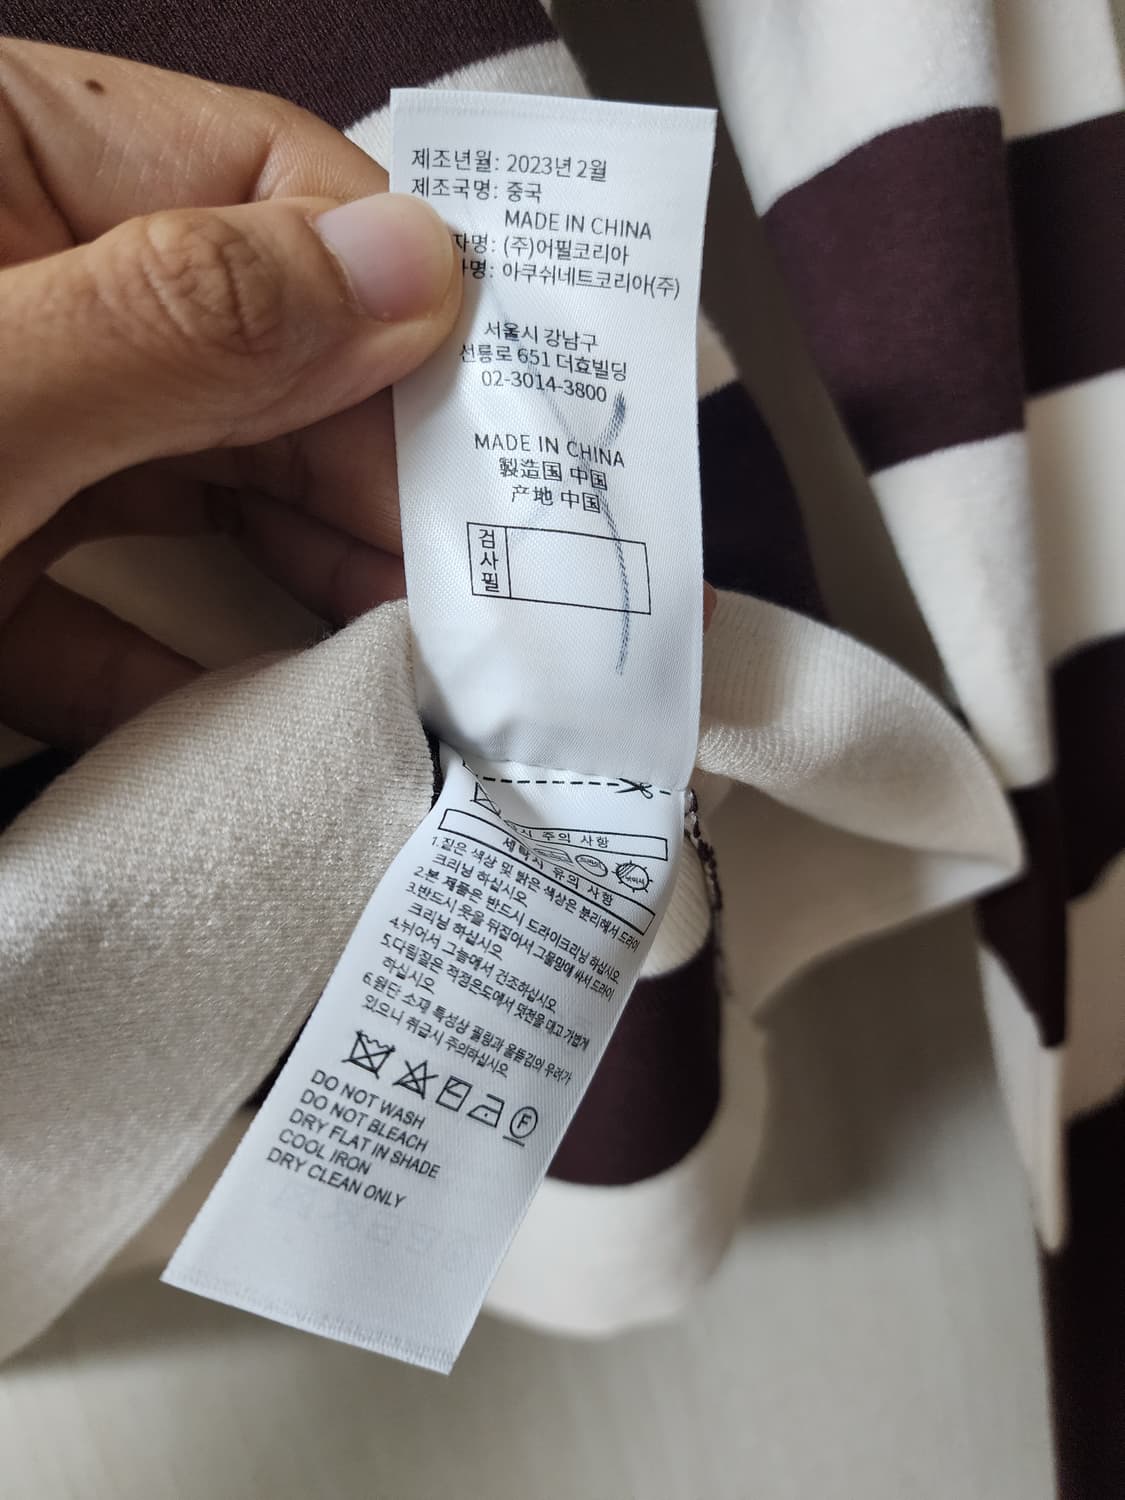 제조년월: 2023년 2월
제조국명: 중국
MADE IN CHINA
자명: (주)어필코리아
명: 아쿠쉬네트코리아(주)
서울시 강남구
선릉로 651 더효빌딩
02-3014-3800
MADE IN CHINA
製造国 中国
产地 中国
검사필
시 주의 사항
세탁시 유의 사항
1.짙은 색상 및 밝은 색상은 분리해서 드라이
크리닝 하십시오
2.본 제품은 반드시 드라이크리닝 하십시오
3.반드시 옷을 뒤집어서 그물망에 싸서 드라이
크리닝 하십시오
4.뉘어서 그늘에서 건조하십시오
5.다림질은 적정온도에서 덧천을 대고 가볍게
하십시오
6.원단 소재 특성상 필링과 올뜯김의 우려가
있으니 취급시 주의하십시오
F
DO NOT WASH
DO NOT BLEACH
DRY FLAT IN SHADE
COOL IRON
DRY CLEAN ONLY